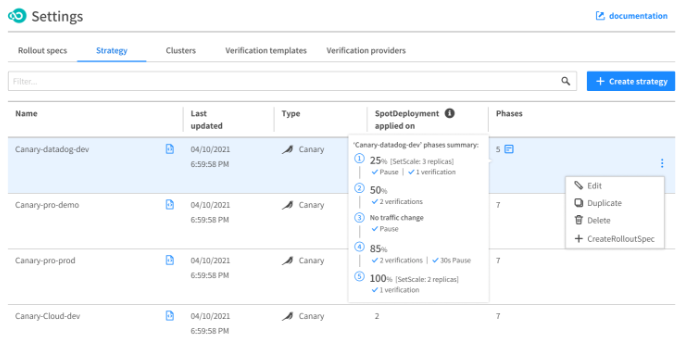 Settings
documentation
Rollout specs Strategy Clusters Verification templates Verification providers
Filter...
+ Create strategy
Name Last updated Type SpotDeployment applied on Phases
Canary-datadog-dev 04/10/2021 6:59:58 PM Canary 5
'Canary-datadog-dev' phases summary:
1 25% [SetScale: 3 replicas]
Pause | 1 verification
2 50%
2 verifications
3 No traffic change
Pause
4 85%
2 verifications | 30s Pause
5 100% [SetScale: 2 replicas]
1 verification
Edit
Duplicate
Delete
+ CreateRolloutSpec
Canary-pro-demo 04/10/2021 6:59:58 PM Canary 7
Canary-pro-prod 04/10/2021 6:59:58 PM Canary 7
Canary-Cloud-dev 04/10/2021 6:59:58 PM Canary 2 7